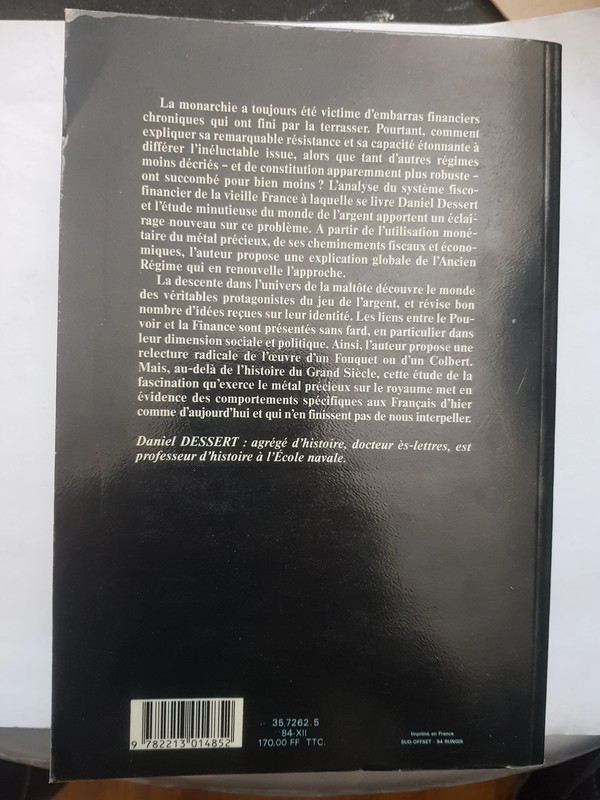 La monarchie a toujours été victime d'embarras financiers
chroniques qui ont fini par la terrasser. Pourtant, comment
expliquer sa remarquable résistance et sa capacité étonnante à
différer l'inéluctable issue, alors que tant d'autres régimes
moins décriés – et de constitution apparemment plus robuste –
ont succombé pour bien moins ? L'analyse du système fisco-
financier de la vieille France à laquelle se livre Daniel Dessert
et l'étude minutieuse du monde de l'argent apportent un éclai-
rage nouveau sur ce problème. A partir de l'utilisation moné-
taire du métal précieux, de ses cheminements fiscaux et écono-
miques, l'auteur propose une explication globale de l'Ancien
Régime qui en renouvelle l'approche.
La descente dans l'univers de la maltôte découvre le monde
des véritables protagonistes du jeu de l'argent, et révise bon
nombre d'idées reçues sur leur identité. Les liens entre le Pou-
voir et la Finance sont présentés sans fard, en particulier dans
leur dimension sociale et politique. Ainsi, l'auteur propose une
relecture radicale de l'œuvre d'un Fouquet ou d'un Colbert.
Mais, au-delà de l'histoire du Grand Siècle, cette étude de la
fascination qu'exerce le métal précieux sur le royaume met en
évidence des comportements spécifiques aux Français d'hier
comme d'aujourd'hui et qui n'en finissent pas de nous interpeller.
Daniel DESSERT : agrégé d'histoire, docteur ès-lettres, est
professeur d'histoire à l'École navale.
9 782213 014852
35.7262.5
84-XII
170.00 FF TTC.
Imprimé en France
SUD-OFFSET - 94 RUNGIS